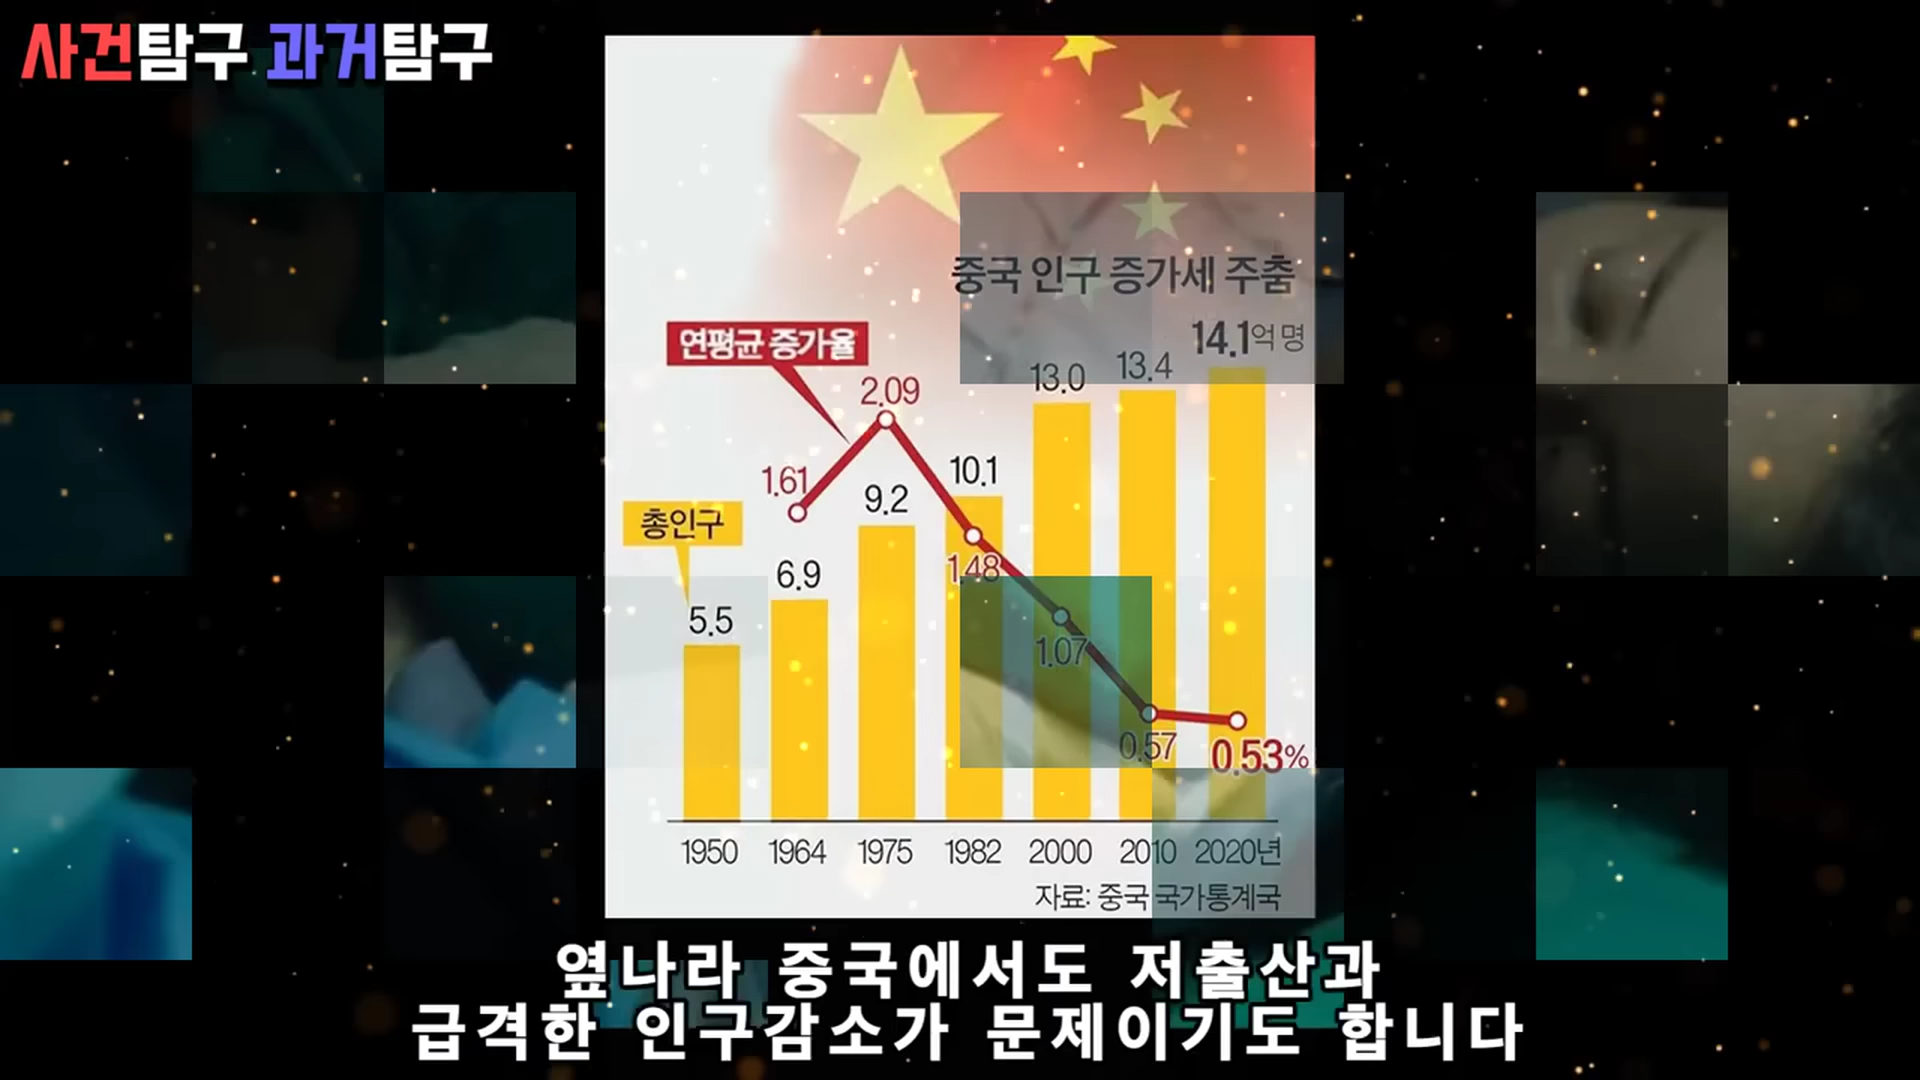 사건탐구 과거탐구
중국 인구 증가세 주춤
14.1억 명
연평균 증가율
13.0
13.4
2.09
1.61
10.1
9.2
총인구
1.48
6.9
5.5
1.07
0.57
0.53%
1950 1964 1975 1982 2000 2010 2020년
자료: 중국 국가통계국
옆나라 중국에서도 저출산과
급격한 인구감소가 문제이기도 합니다